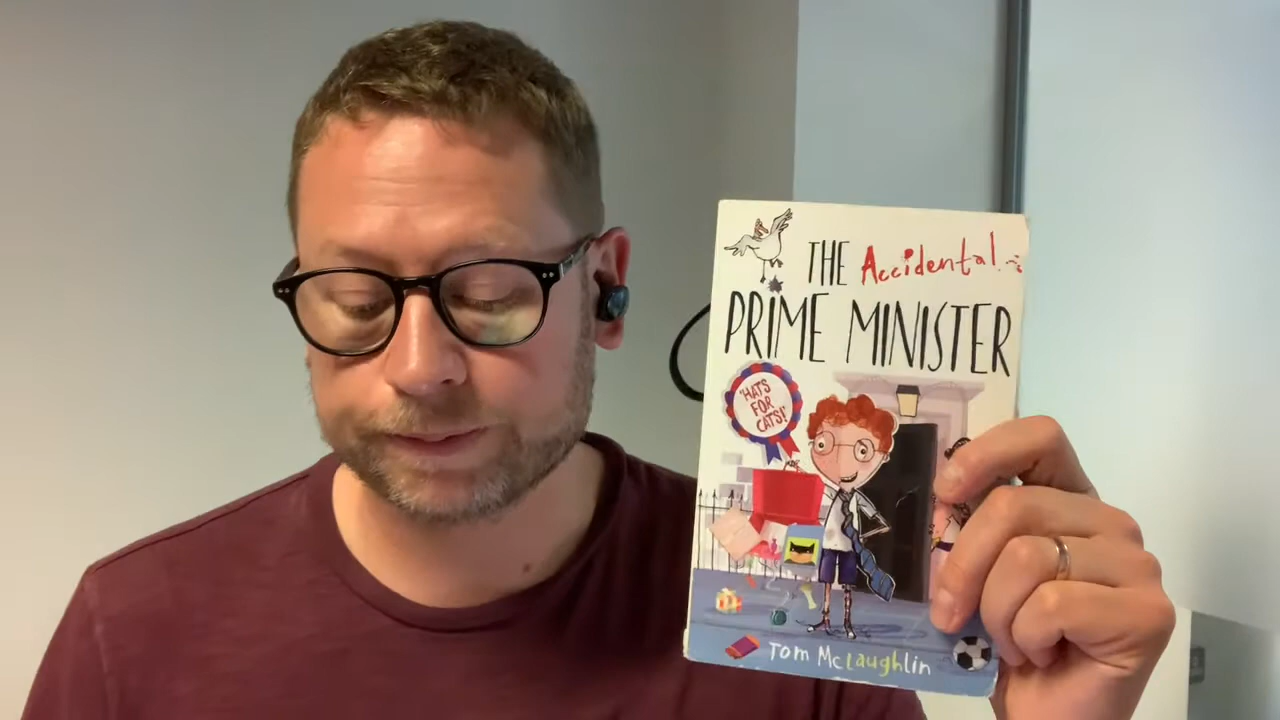 THE Accidental
PRIME MINISTER
'HATS
FOR
CATS!'
Tom McLaughlin